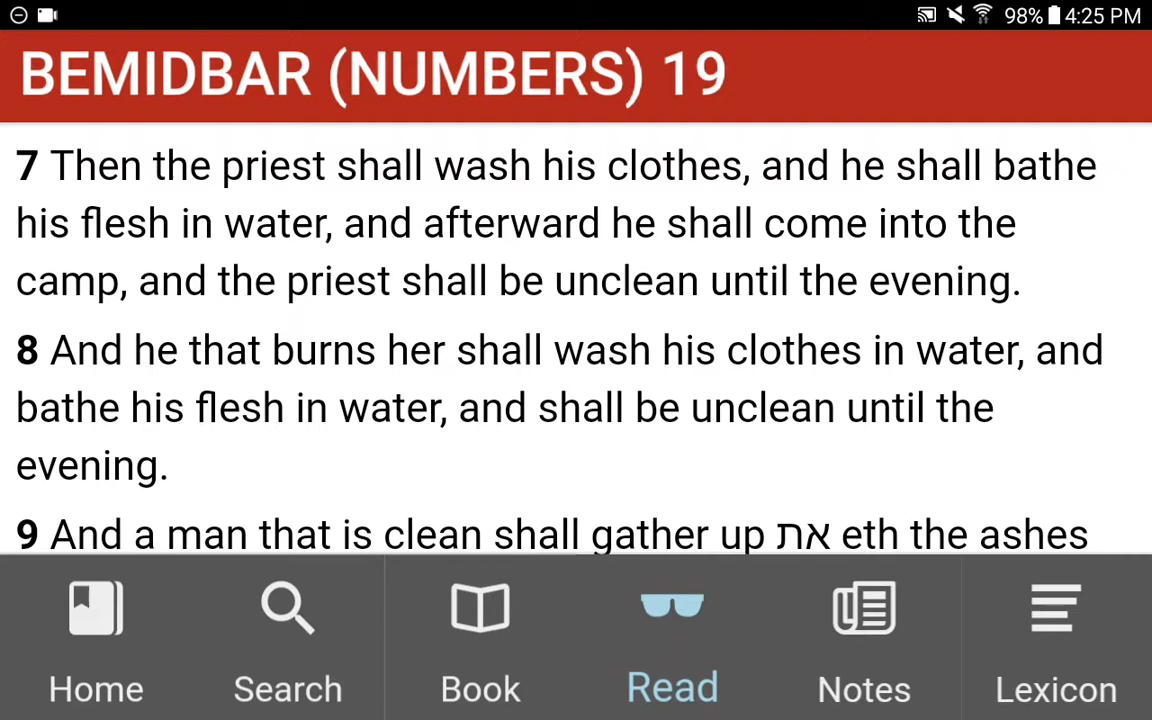 98% 4:25 PM
BEMIDBAR (NUMBERS) 19
7 Then the priest shall wash his clothes, and he shall bathe
his flesh in water, and afterward he shall come into the
camp, and the priest shall be unclean until the evening.
8 And he that burns her shall wash his clothes in water, and
bathe his flesh in water, and shall be unclean until the
evening.
9 And a man that is clean shall gather up את eth the ashes
Home Search Book Read Notes Lexicon